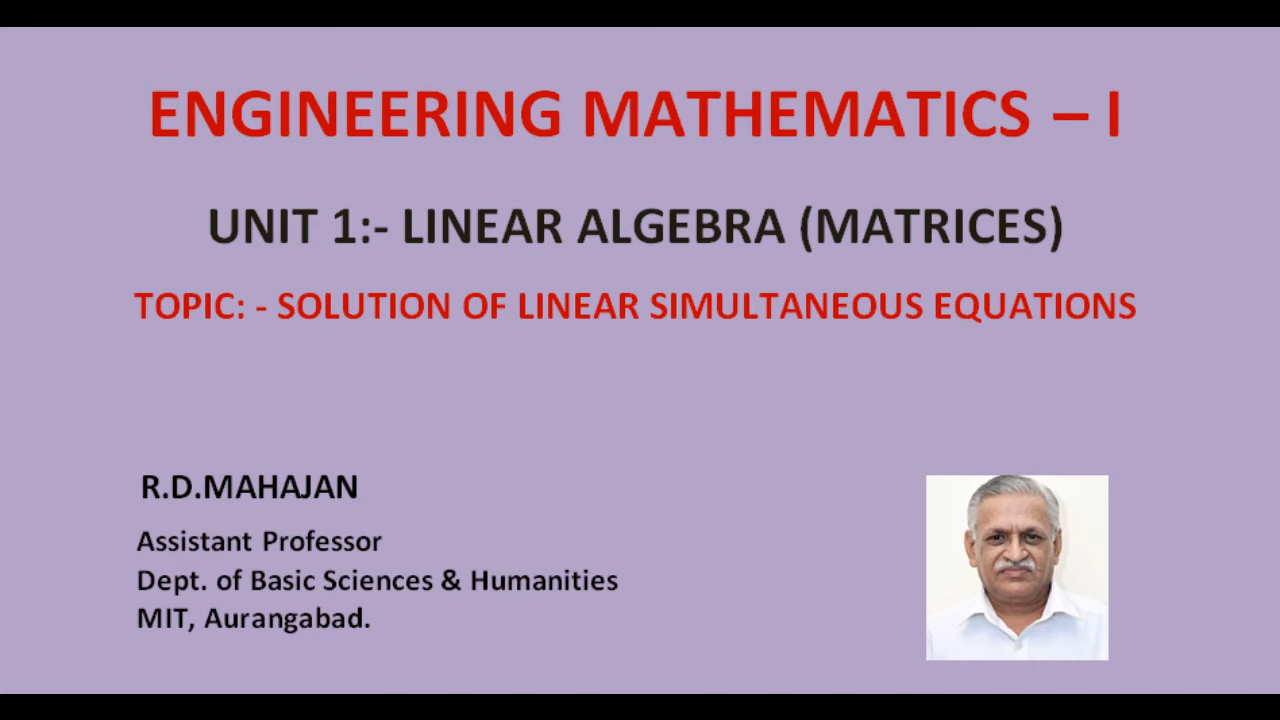 ENGINEERING MATHEMATICS – I
UNIT 1:- LINEAR ALGEBRA (MATRICES)
TOPIC: - SOLUTION OF LINEAR SIMULTANEOUS EQUATIONS
R.D.MAHAJAN
Assistant Professor
Dept. of Basic Sciences & Humanities
MIT, Aurangabad.